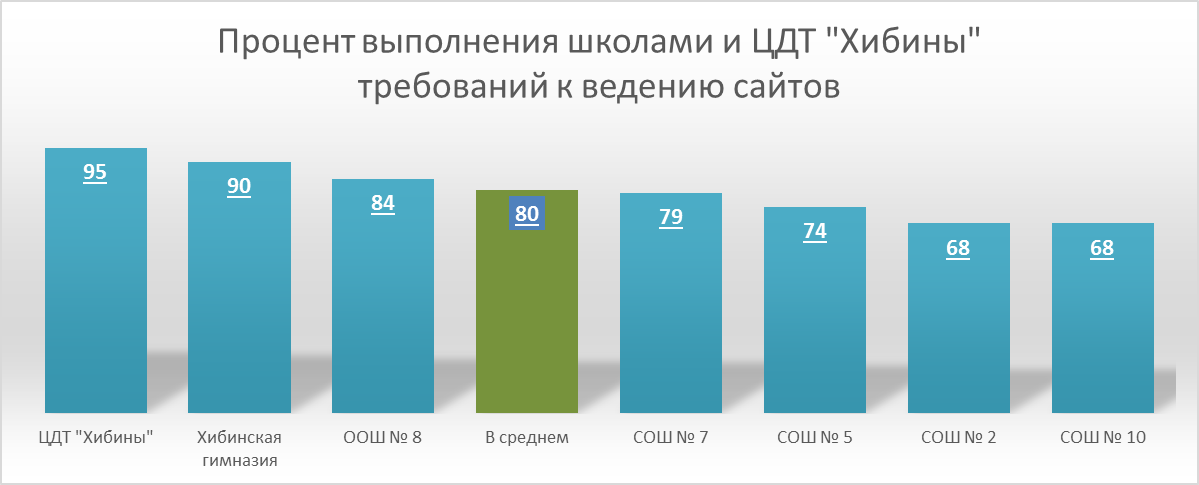 Процент выполнения школами и ЦДТ "Хибины"
требований к ведению сайтов
95
90
84
80
79
74
68
68
ЦДТ "Хибины"
Хибинская
гимназия
ООШ № 8
В среднем
СОШ № 7
СОШ № 5
СОШ № 2
СОШ № 10